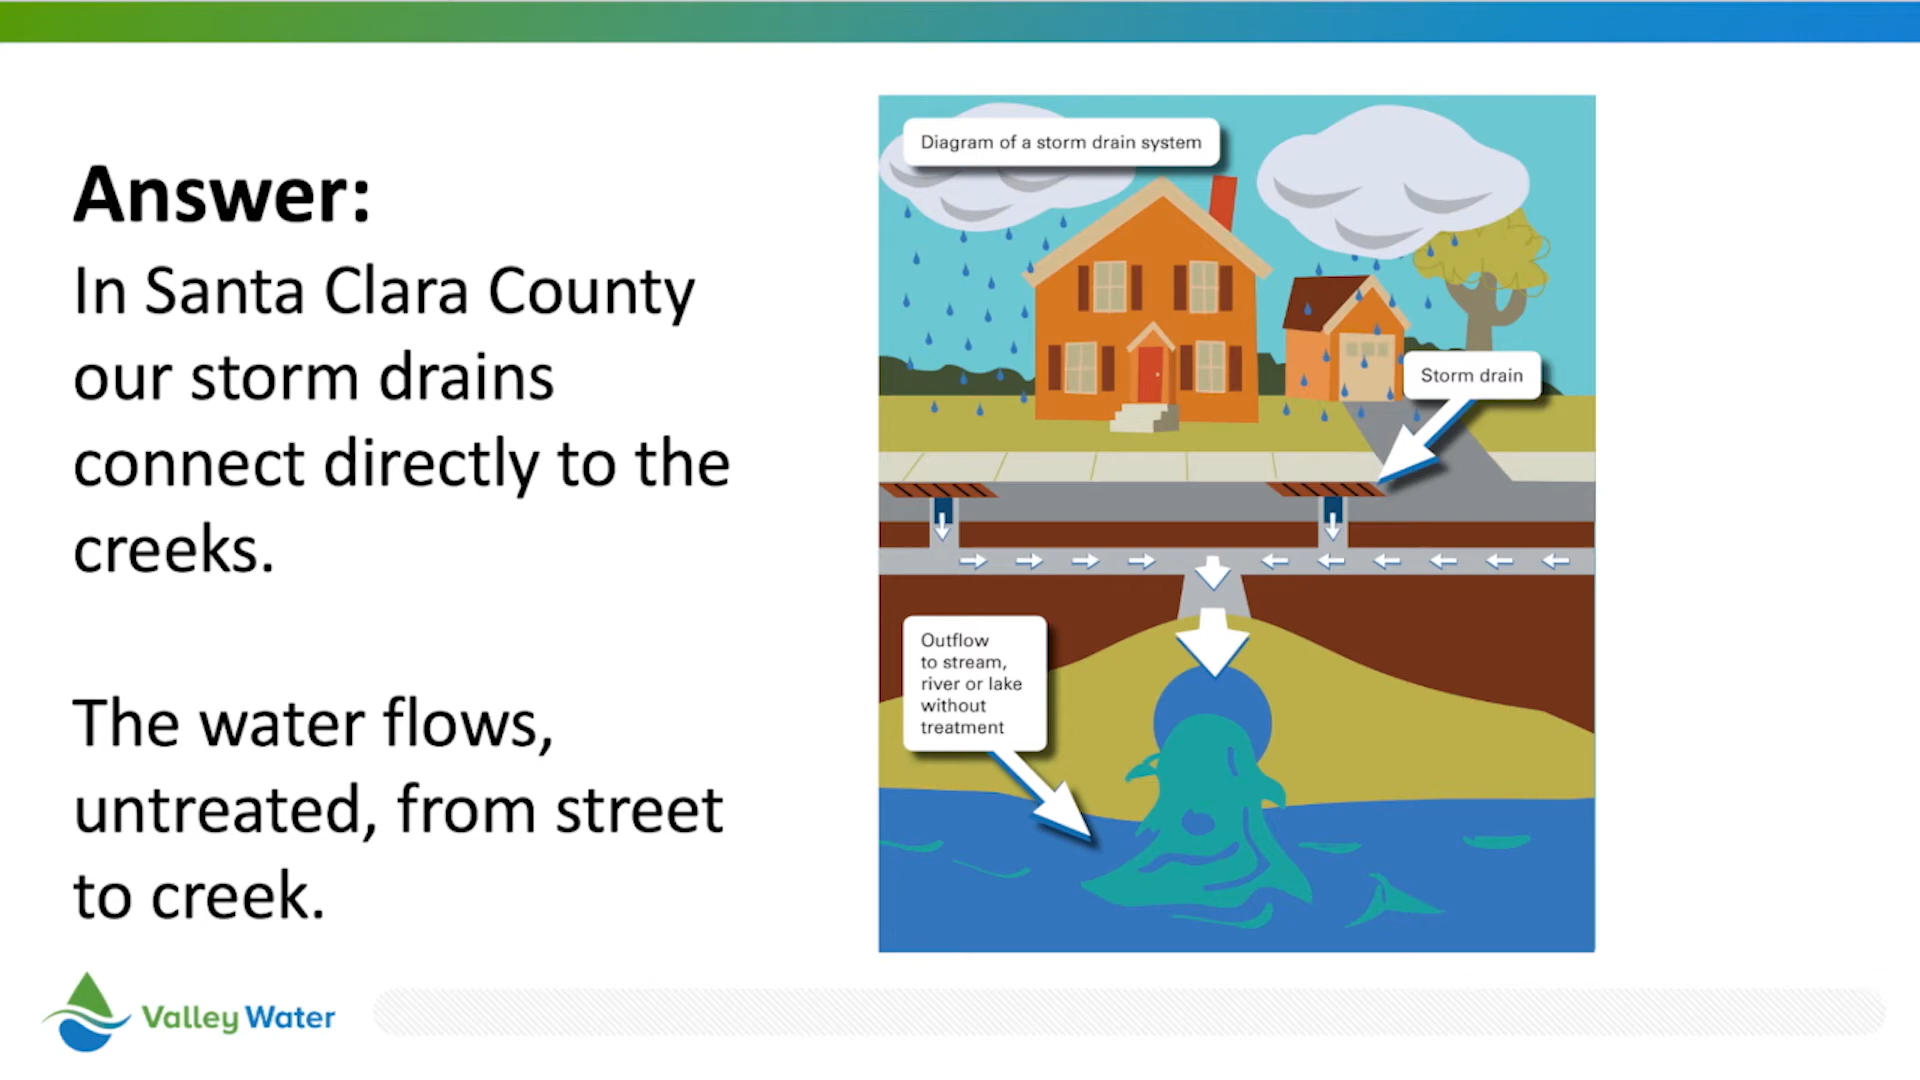 Answer:
In Santa Clara County
our storm drains
connect directly to the
creeks.
The water flows,
untreated, from street
to creek.
Diagram of a storm drain system
Storm drain
Outflow
to stream,
river or lake
without
treatment
Valley Water